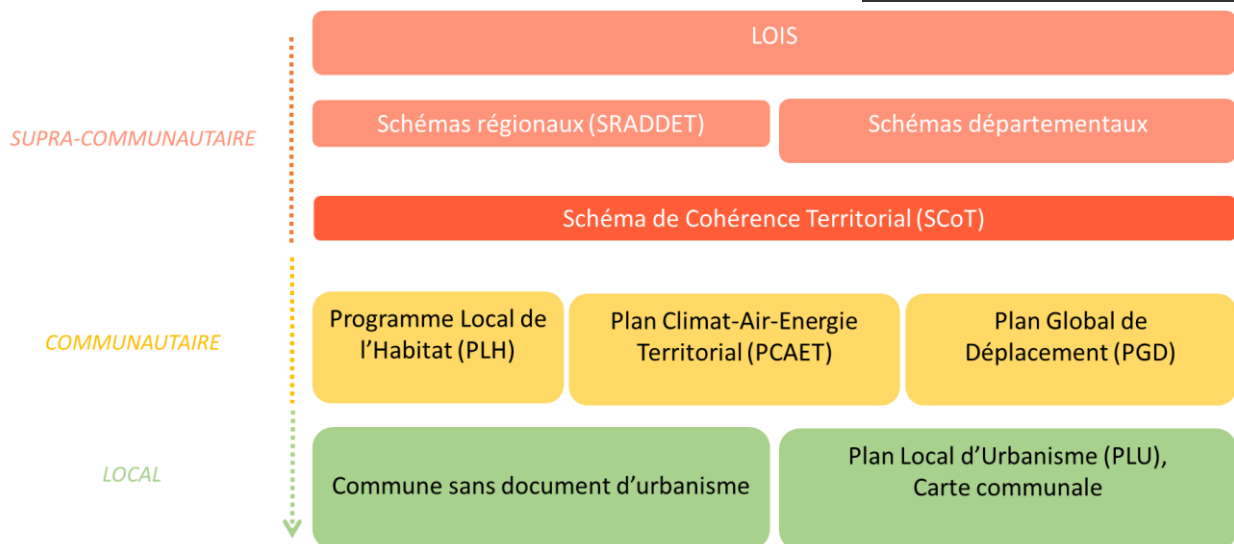 LOIS
Schémas régionaux (SRADDET)
Schémas départementaux
SUPRA-COMMUNAUTAIRE
Schéma de Cohérence Territorial (SCoT)
Programme Local de
l'Habitat (PLH)
Plan Climat-Air-Energie
Territorial (PCAET)
Plan Global de
Déplacement (PGD)
COMMUNAUTAIRE
LOCAL
Commune sans document d'urbanisme
Plan Local d'Urbanisme (PLU),
Carte communale